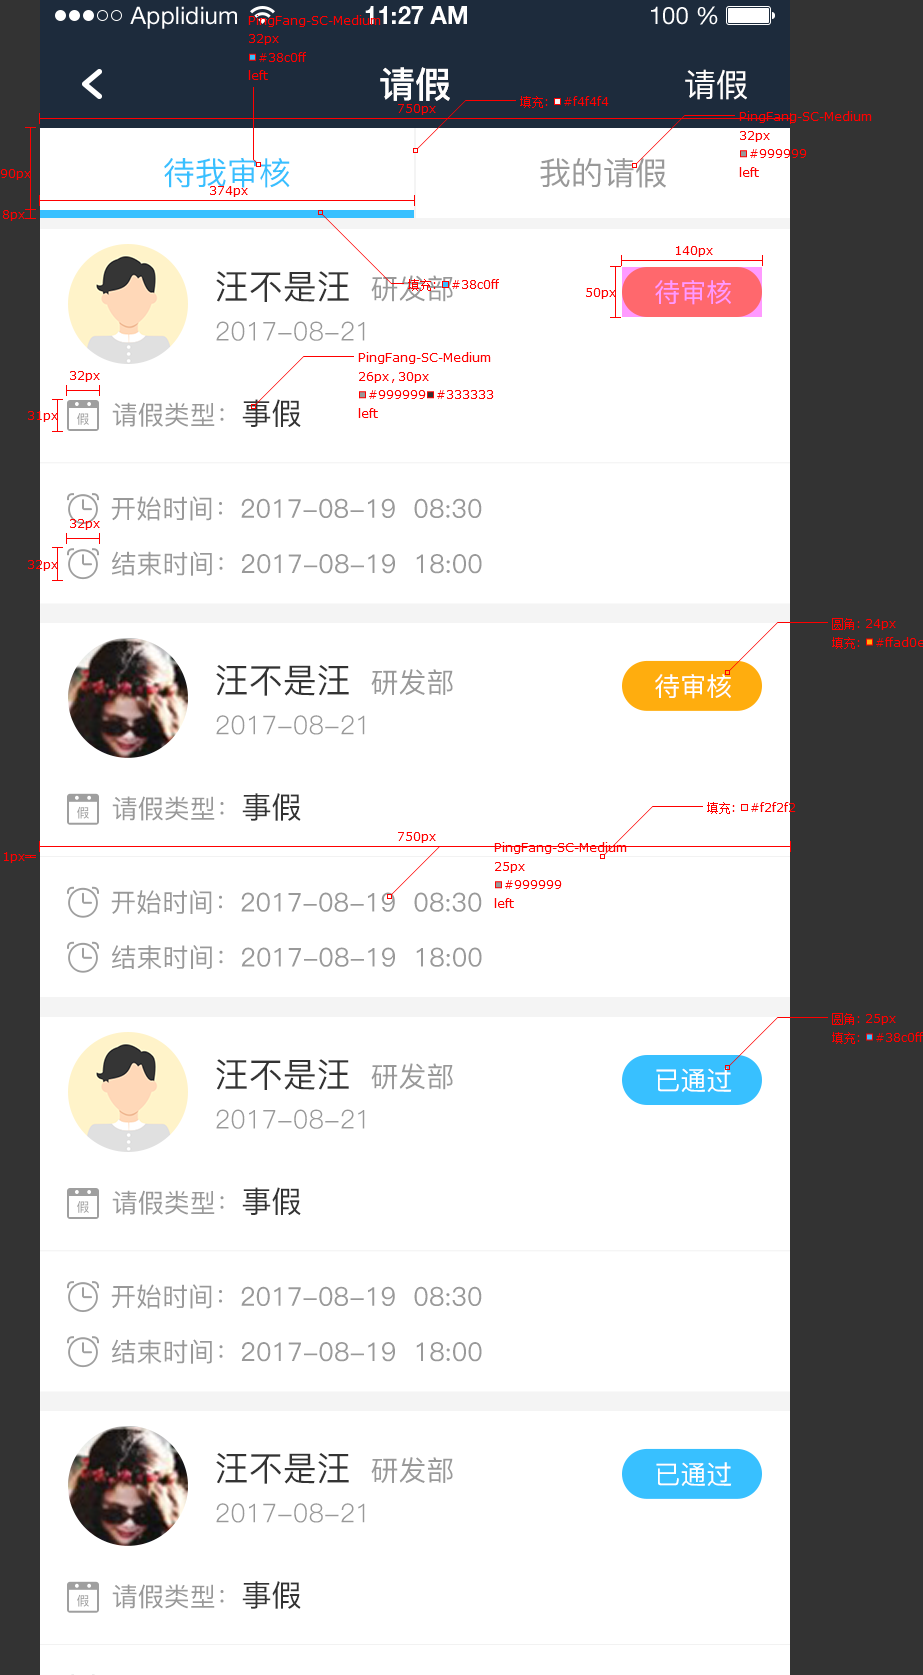 Applidium 11:27 AM 100 %
PingFang-SC-Medium
32px
#38c0ff
left
请假 请假
填充: #f4f4f4
750px
PingFang-SC-Medium
32px
#999999
left
90px
待我审核 我的请假
374px
8px
140px
汪不是汪 研发部
填充: #38c0ff
50px
待审核
2017-08-21
PingFang-SC-Medium
26px,30px
#999999 #333333
left
32px
31px
假 请假类型: 事假
开始时间: 2017-08-19 08:30
32px
32px
结束时间: 2017-08-19 18:00
圆角: 24px
填充: #ffad0e
汪不是汪 研发部 待审核
2017-08-21
假 请假类型: 事假
填充: #f2f2f2
750px
1px
PingFang-SC-Medium
25px
#999999
left
开始时间: 2017-08-19 08:30
结束时间: 2017-08-19 18:00
圆角: 25px
填充: #38c0ff
汪不是汪 研发部 已通过
2017-08-21
假 请假类型: 事假
开始时间: 2017-08-19 08:30
结束时间: 2017-08-19 18:00
汪不是汪 研发部 已通过
2017-08-21
假 请假类型: 事假